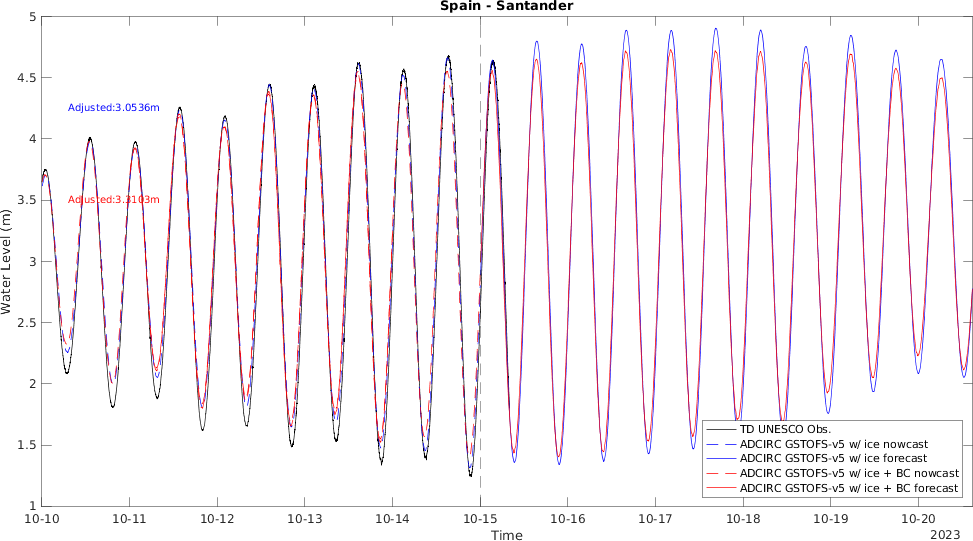 Spain - Santander
5
4.5
4
3.5
3
2.5
2
1.5
1
Water Level (m)
Adjusted:3.0536m
Adjusted:3.3103m
TD UNESCO Obs.
ADCIRC GSTOFS-v5 w/ ice nowcast
ADCIRC GSTOFS-v5 w/ ice forecast
ADCIRC GSTOFS-v5 w/ ice + BC nowcast
ADCIRC GSTOFS-v5 w/ ice + BC forecast
10-10 10-11 10-12 10-13 10-14 10-15 10-16 10-17 10-18 10-19 10-20
Time
2023